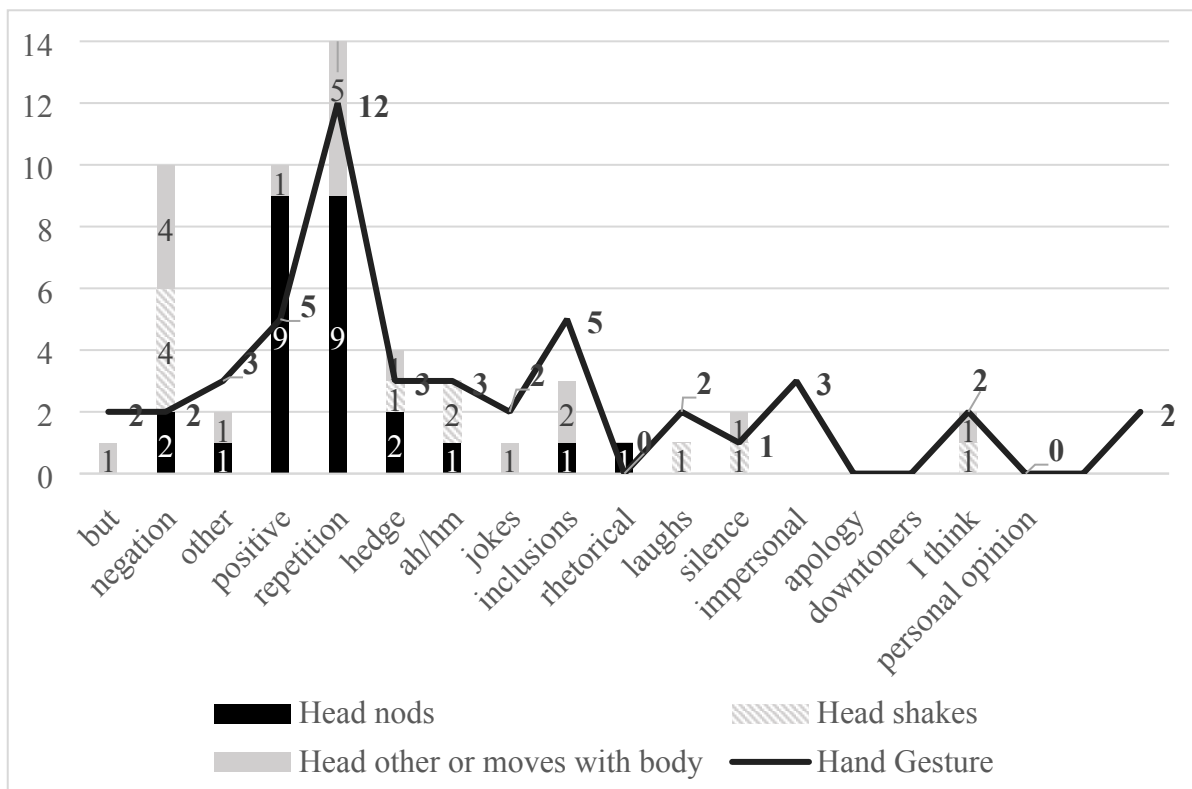 14
12
10
8
6
4
2
0
5
12
1
4
5
4
9
9
3
5
1
3
1
3
2
2
2
3
2
2
2
1
2
2
1
1
2
1
1
1
1
0
1
1
1
1
1
0
2
but
negation
other
positive
repetition
hedge
ah/hm
jokes
inclusions
rhetorical
laughs
silence
impersonal
apology
downtoners
I think
personal opinion
Head nods
Head shakes
Head other or moves with body
Hand Gesture